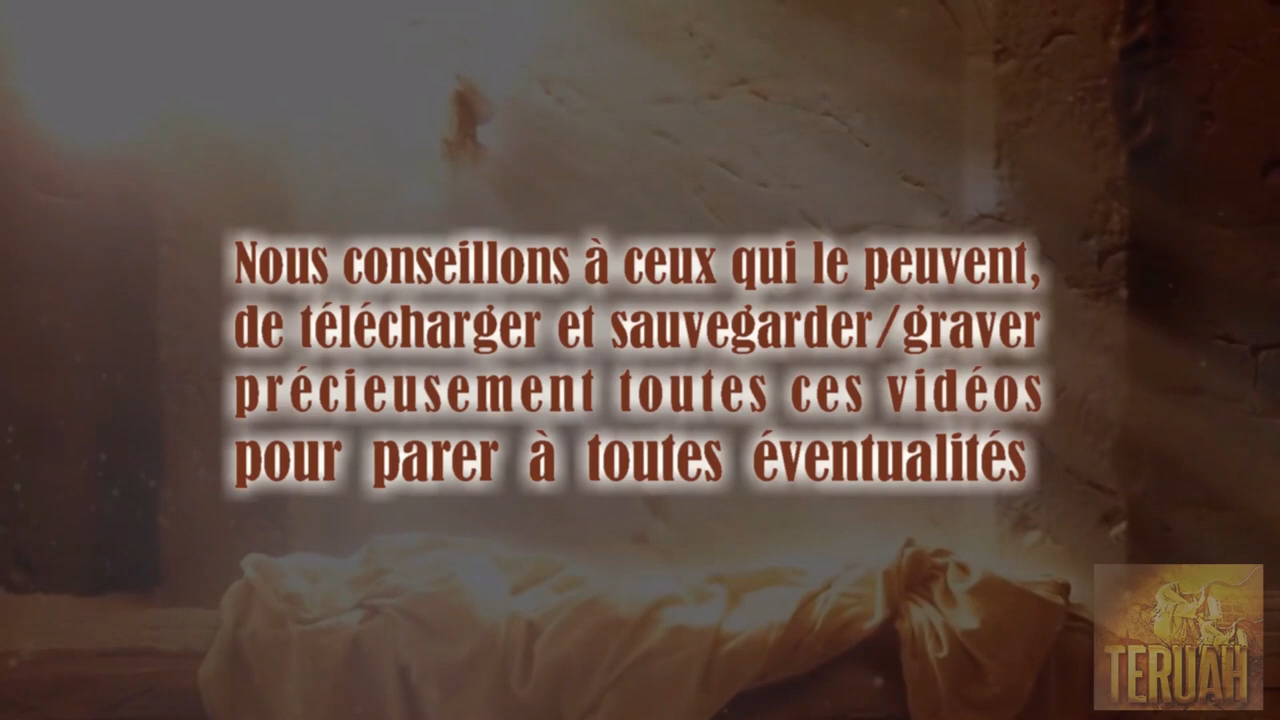 Nous conseillons à ceux qui le peuvent,
de télécharger et sauvegarder/graver
précieusement toutes ces vidéos
pour parer à toutes éventualités
TERUAH